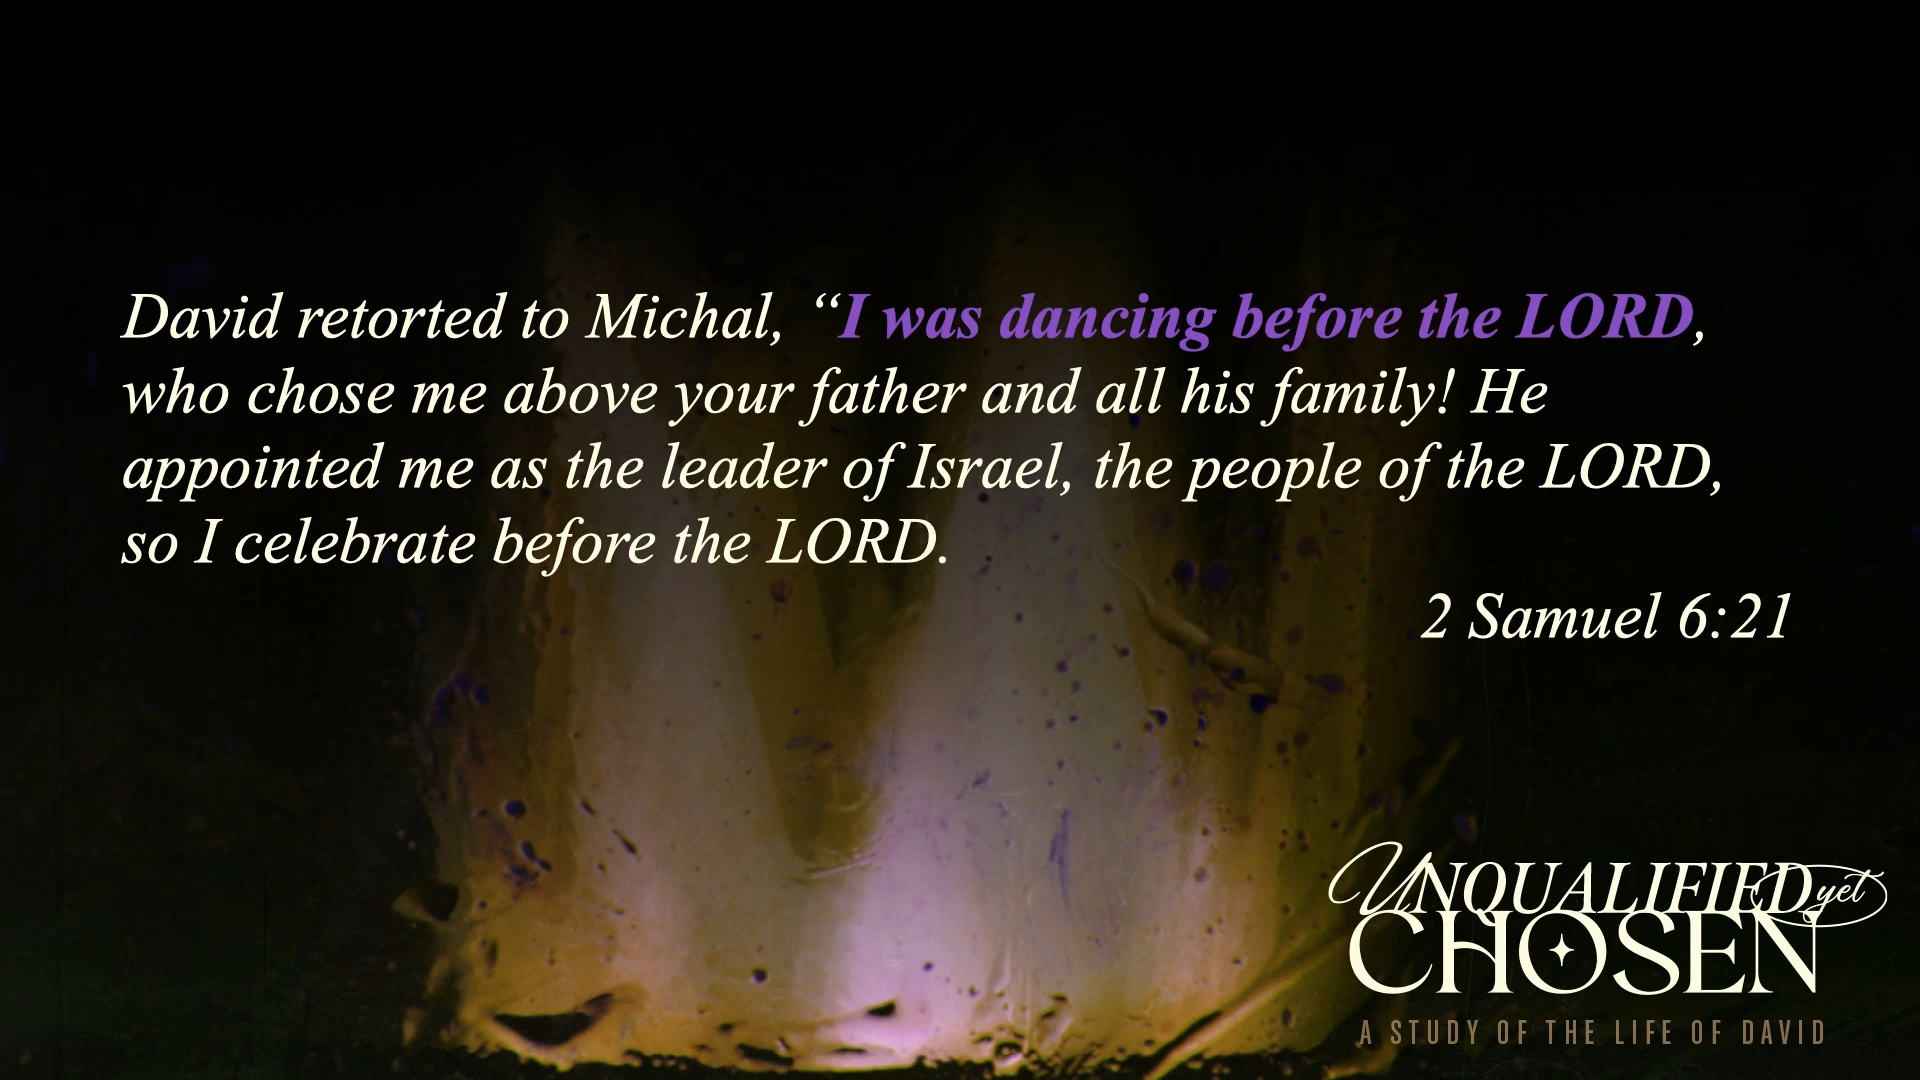 David retorted to Michal, “I was dancing before the LORD,
who chose me above your father and all his family! He
appointed me as the leader of Israel, the people of the LORD,
so I celebrate before the LORD.
2 Samuel 6:21
UNQUALIFIED yet
CHOSEN
A STUDY OF THE LIFE OF DAVID